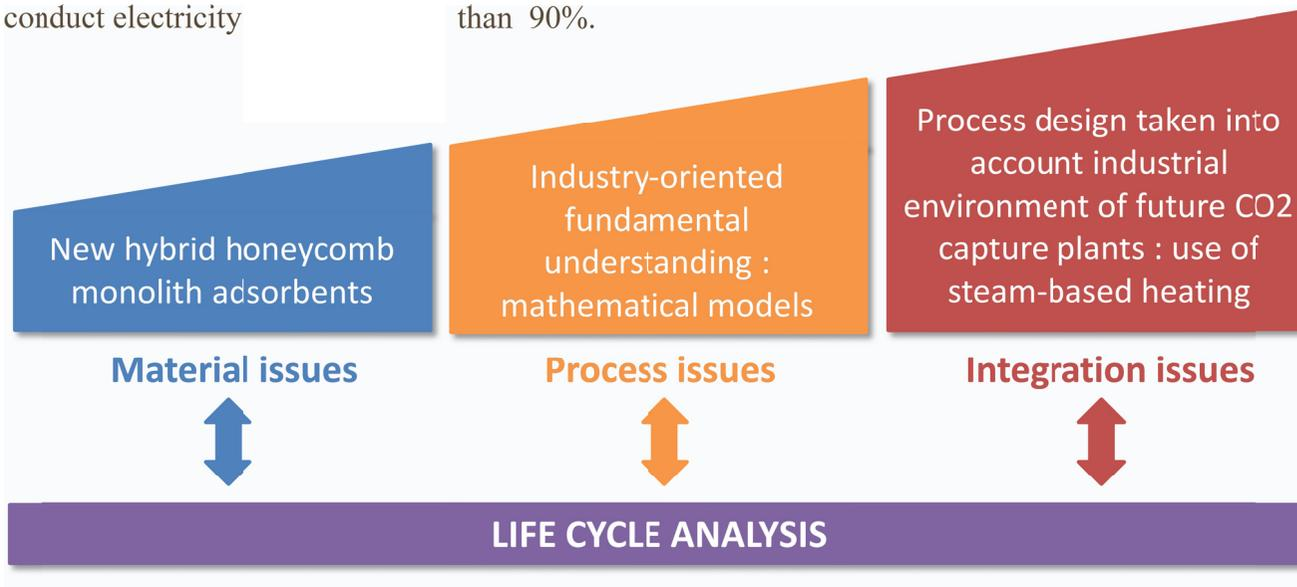 conduct electricity
than 90%.
New hybrid honeycomb
monolith adsorbents
Industry-oriented
fundamental
understanding :
mathematical models
Process design taken into
account industrial
environment of future CO2
capture plants : use of
steam-based heating
Material issues
Process issues
Integration issues
LIFE CYCLE ANALYSIS